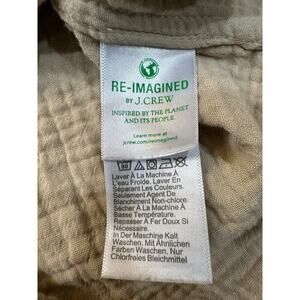 RE-IMAGINED
BY J.CREW
INSPIRED BY THE PLANET
AND ITS PEOPLE.
Learn more at
jcrew.com/reimagined
Laver À La Machine À
L'eau Froide. Laver En
Séparant Les Couleurs.
Seulement Agent De
Blanchiment Non-chlore.
Sécher À La Machine À
Basse Température.
Repasser À Fer Doux Si
Nécessaire.
In Der Maschine Kalt
Waschen. Mit Ähnlichen
Farben Waschen. Nur
Chlorfreies Bleichmittel